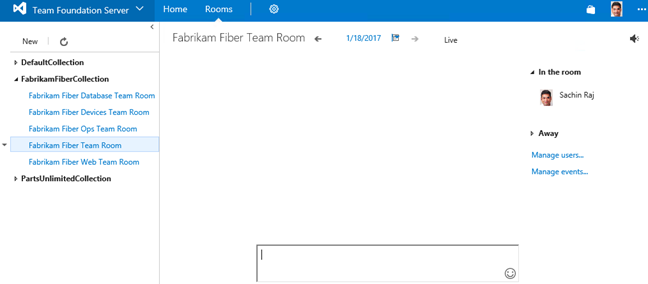 Team Foundation Server
Home
Rooms
New
DefaultCollection
FabrikamFiberCollection
Fabrikam Fiber Database Team Room
Fabrikam Fiber Devices Team Room
Fabrikam Fiber Ops Team Room
Fabrikam Fiber Team Room
Fabrikam Fiber Web Team Room
PartsUnlimitedCollection
Fabrikam Fiber Team Room
1/18/2017
Live
In the room
Sachin Raj
Away
Manage users...
Manage events...